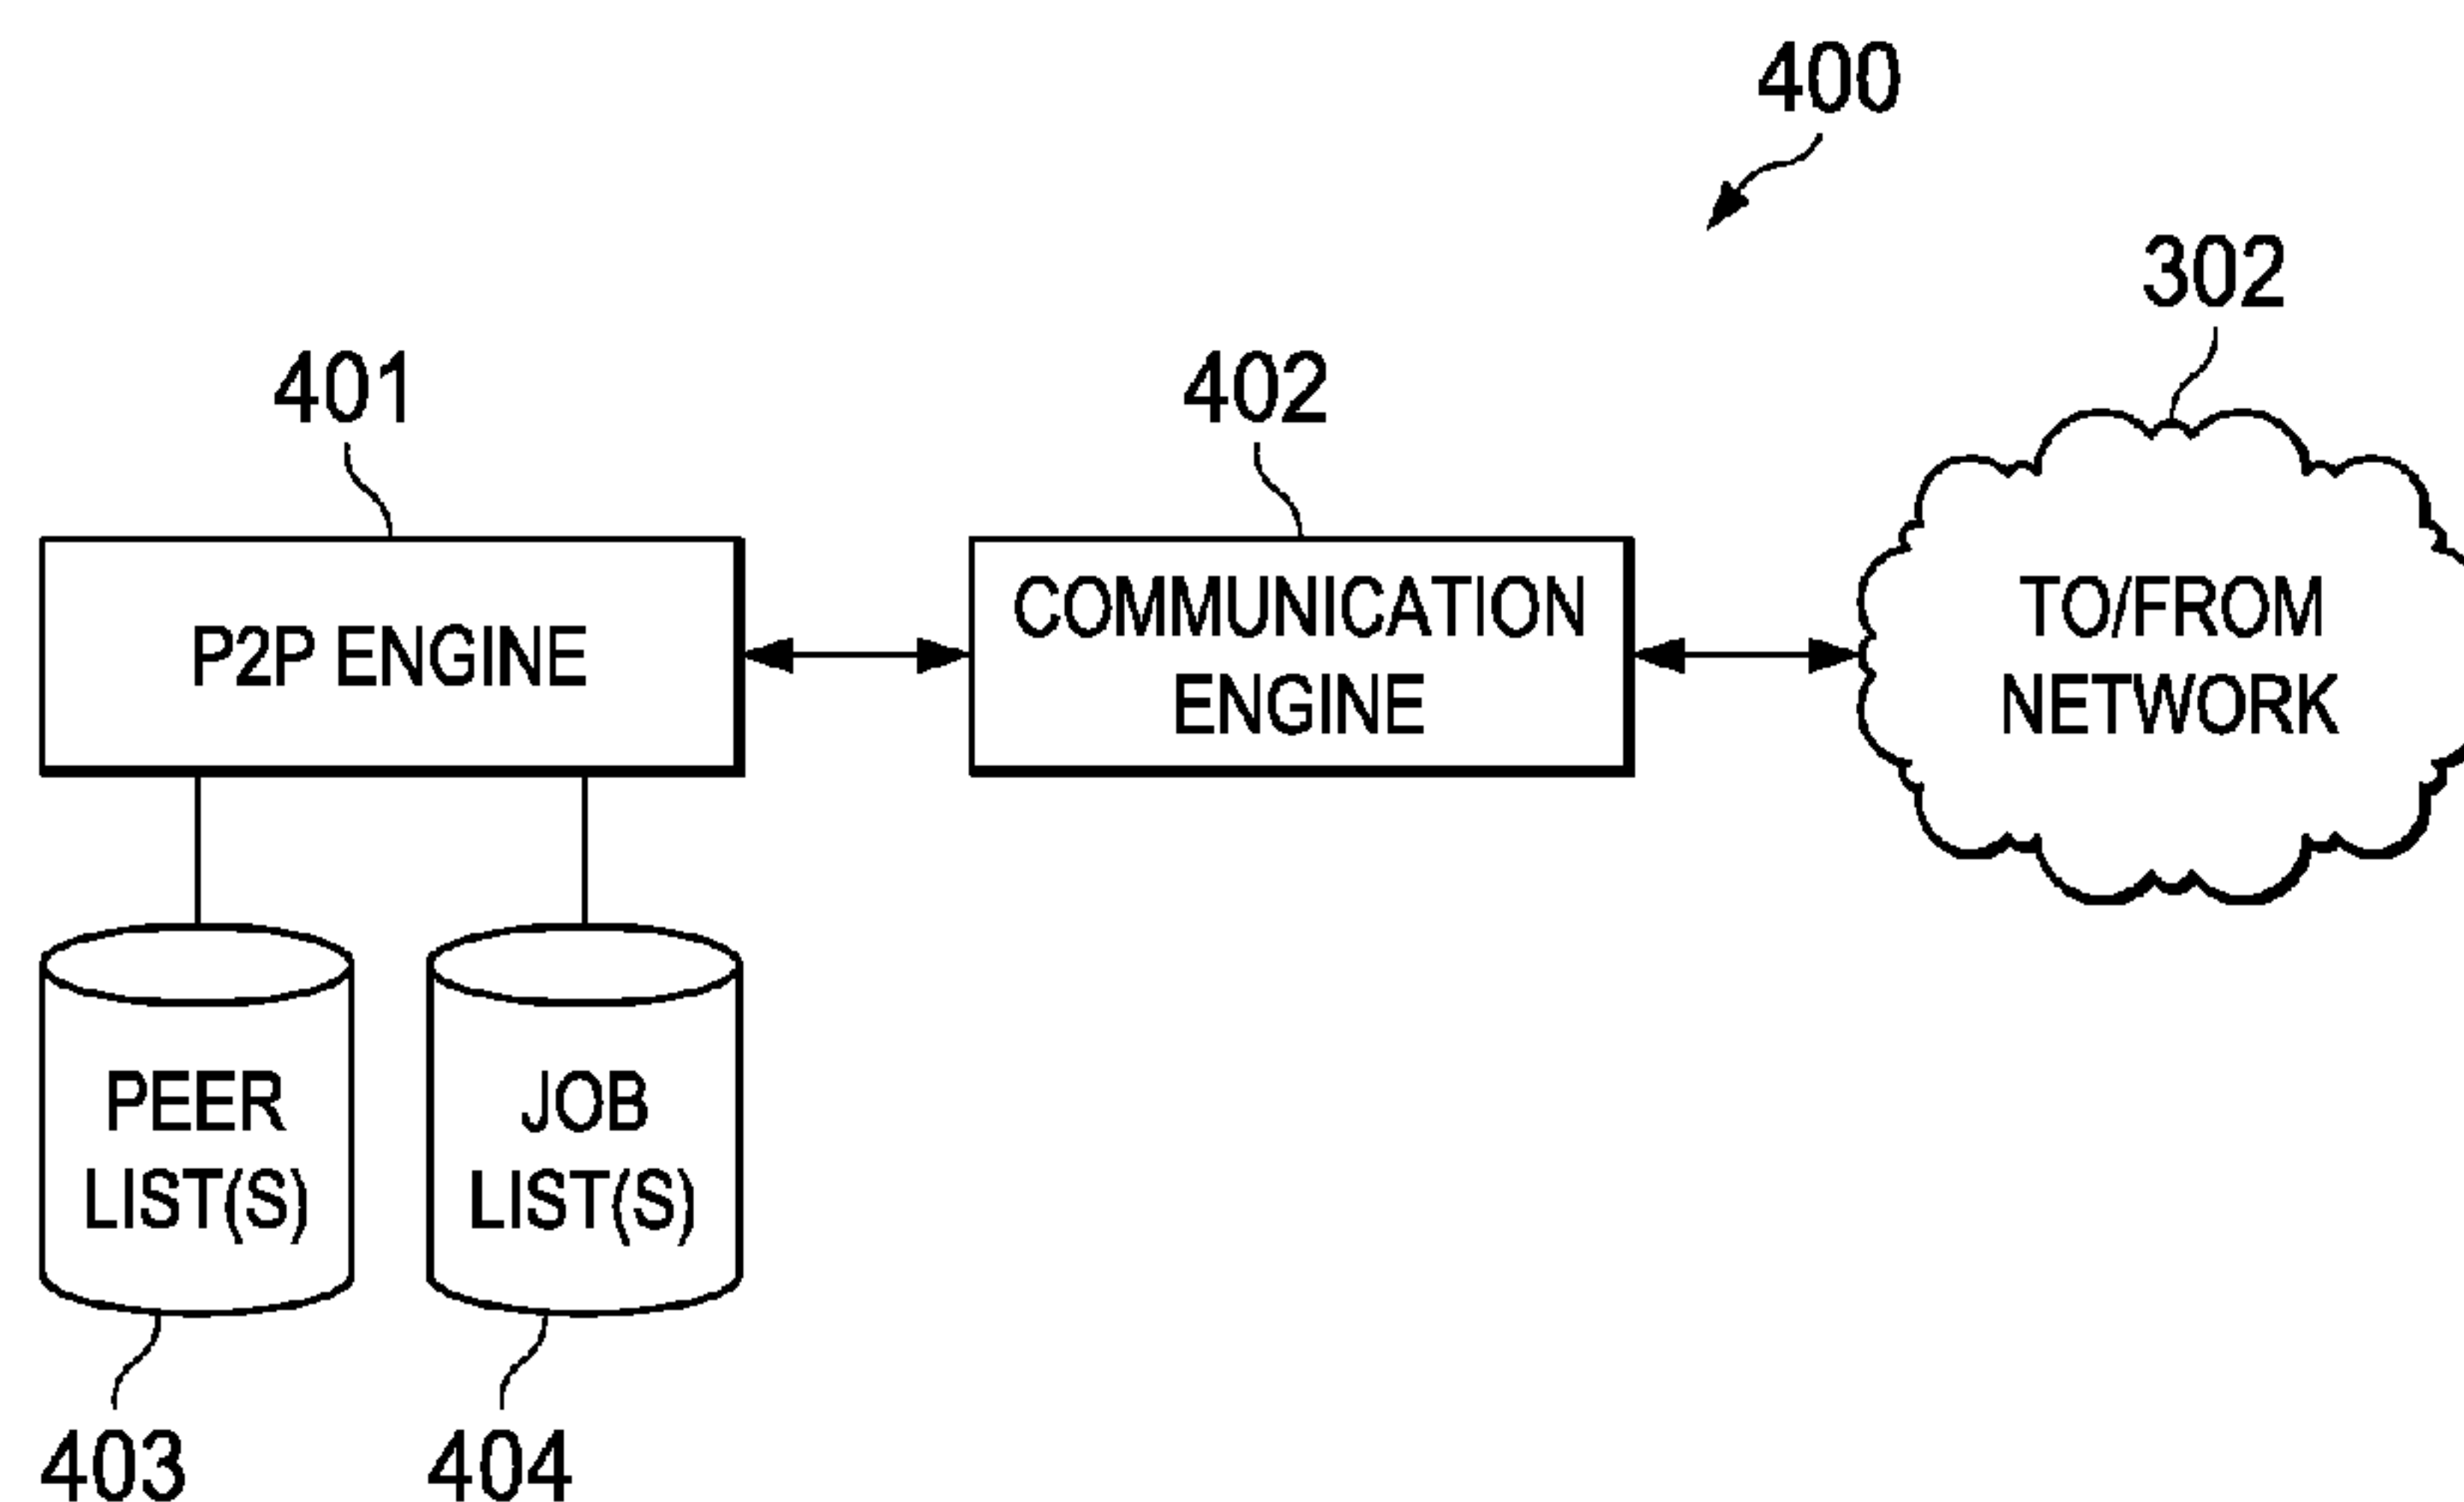 400
302
401
402
P2P ENGINE
COMMUNICATION
ENGINE
TO/FROM
NETWORK
PEER
LIST(S)
JOB
LIST(S)
403
404